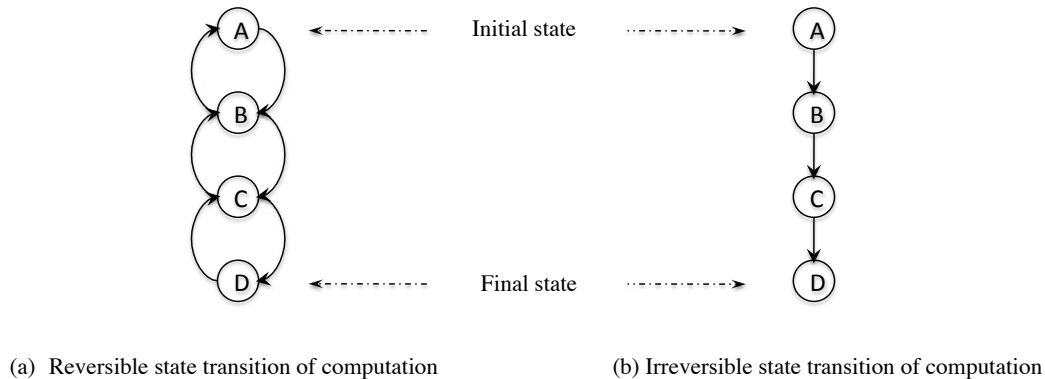 A Initial state A
B B
C C
D Final state D
(a) Reversible state transition of computation (b) Irreversible state transition of computation